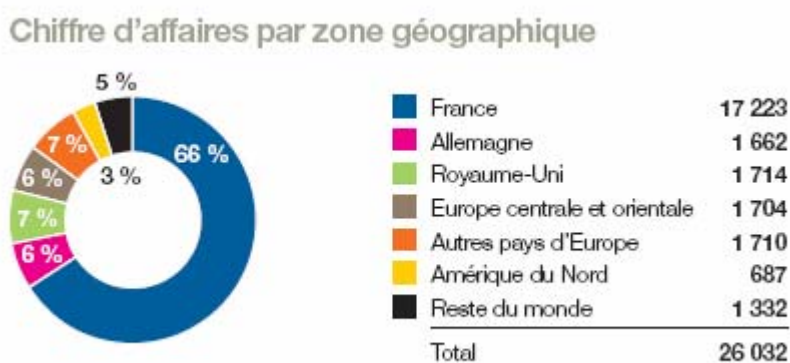 Chiffre d'affaires par zone géographique
5 %
66 %
7 %
3 %
6 %
7 %
6 %
France 17 223
Allemagne 1 662
Royaume-Uni 1 714
Europe centrale et orientale 1 704
Autres pays d'Europe 1 710
Amérique du Nord 687
Reste du monde 1 332
Total 26 032